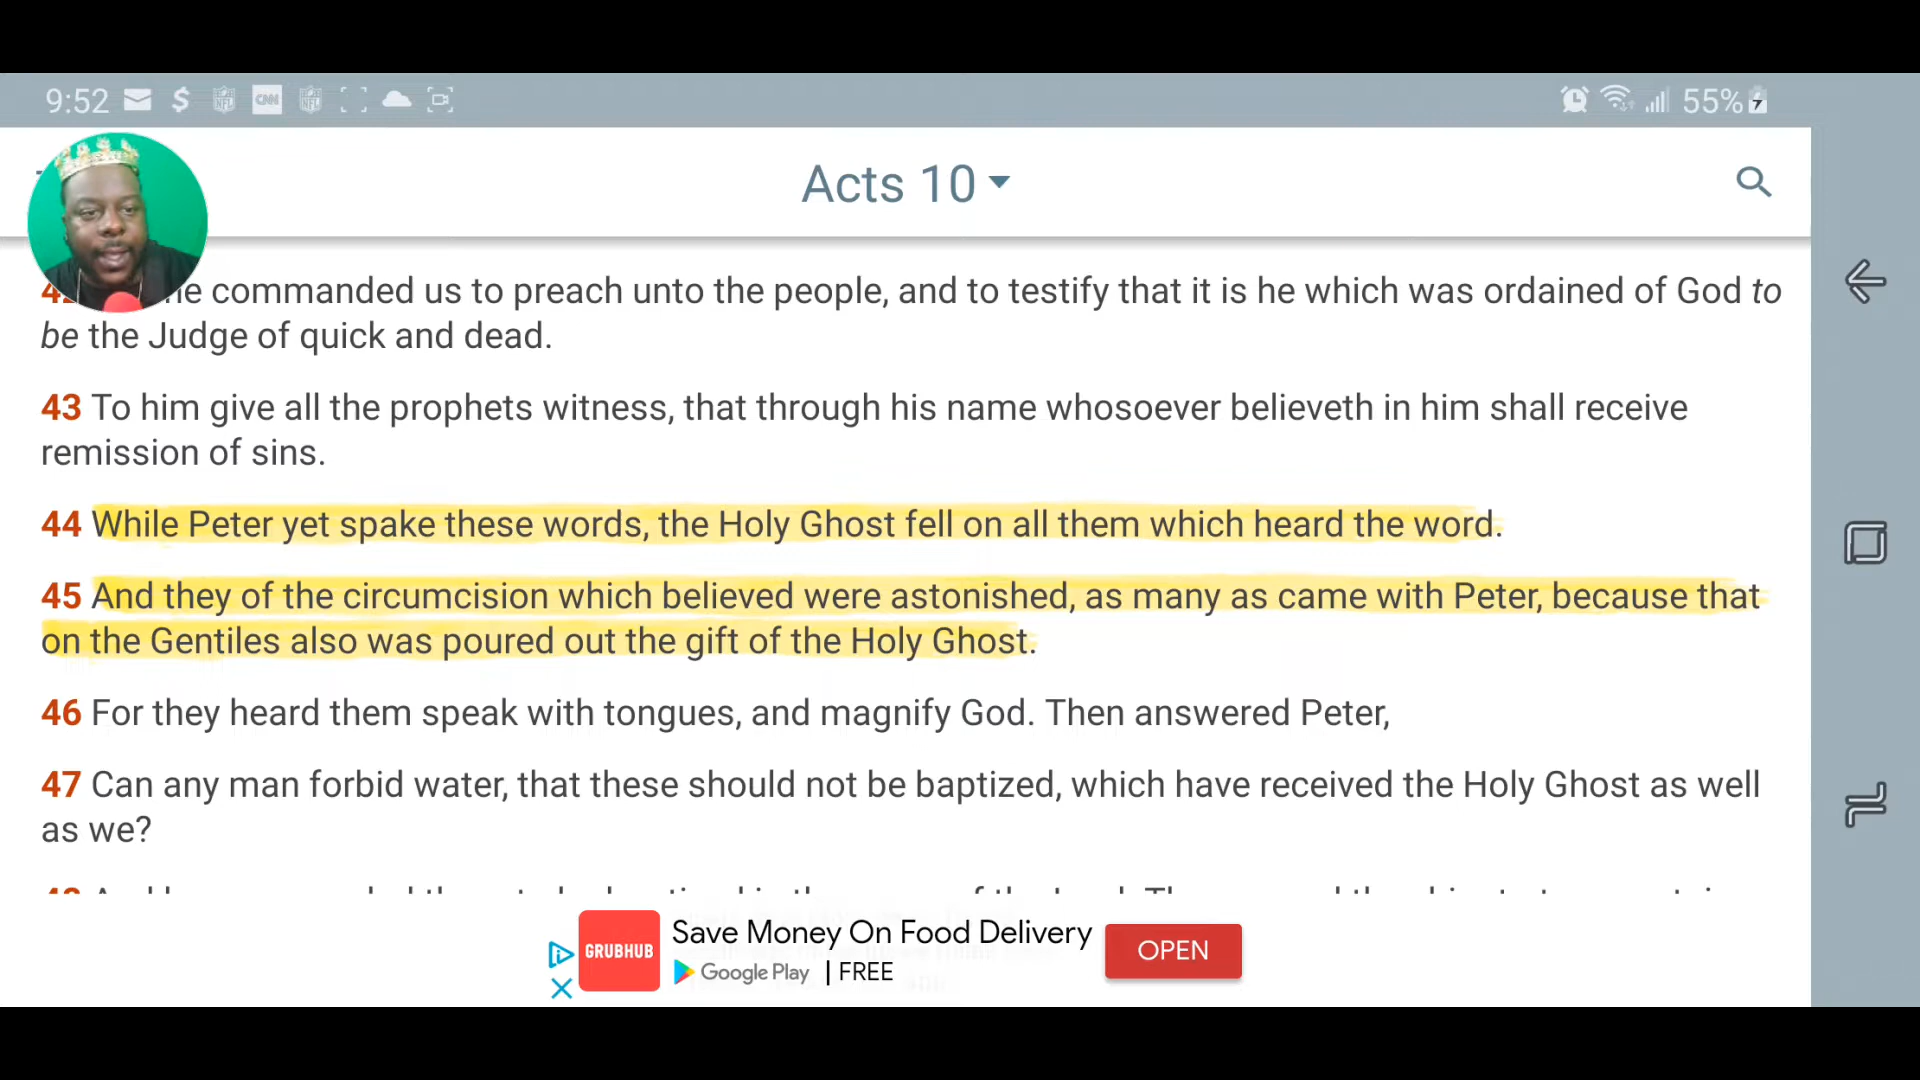 9:52 $ NFL CNN NFL 55%
Acts 10
he commanded us to preach unto the people, and to testify that it is he which was ordained of God to
be the Judge of quick and dead.
43 To him give all the prophets witness, that through his name whosoever believeth in him shall receive
remission of sins.
44 While Peter yet spake these words, the Holy Ghost fell on all them which heard the word.
45 And they of the circumcision which believed were astonished, as many as came with Peter, because that
on the Gentiles also was poured out the gift of the Holy Ghost.
46 For they heard them speak with tongues, and magnify God. Then answered Peter,
47 Can any man forbid water, that these should not be baptized, which have received the Holy Ghost as well
as we?
GRUBHUB
Save Money On Food Delivery
Google Play | FREE
OPEN